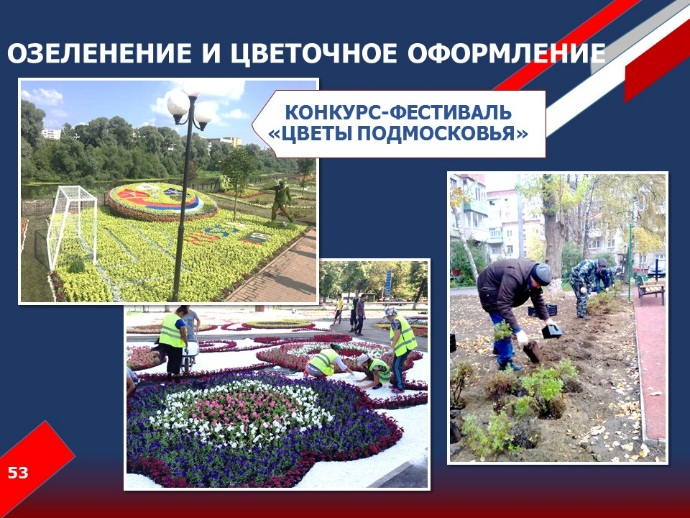 ОЗЕЛЕНЕНИЕ И ЦВЕТОЧНОЕ ОФОРМЛЕНИЕ
КОНКУРС-ФЕСТИВАЛЬ
«ЦВЕТЫ ПОДМОСКОВЬЯ»
53